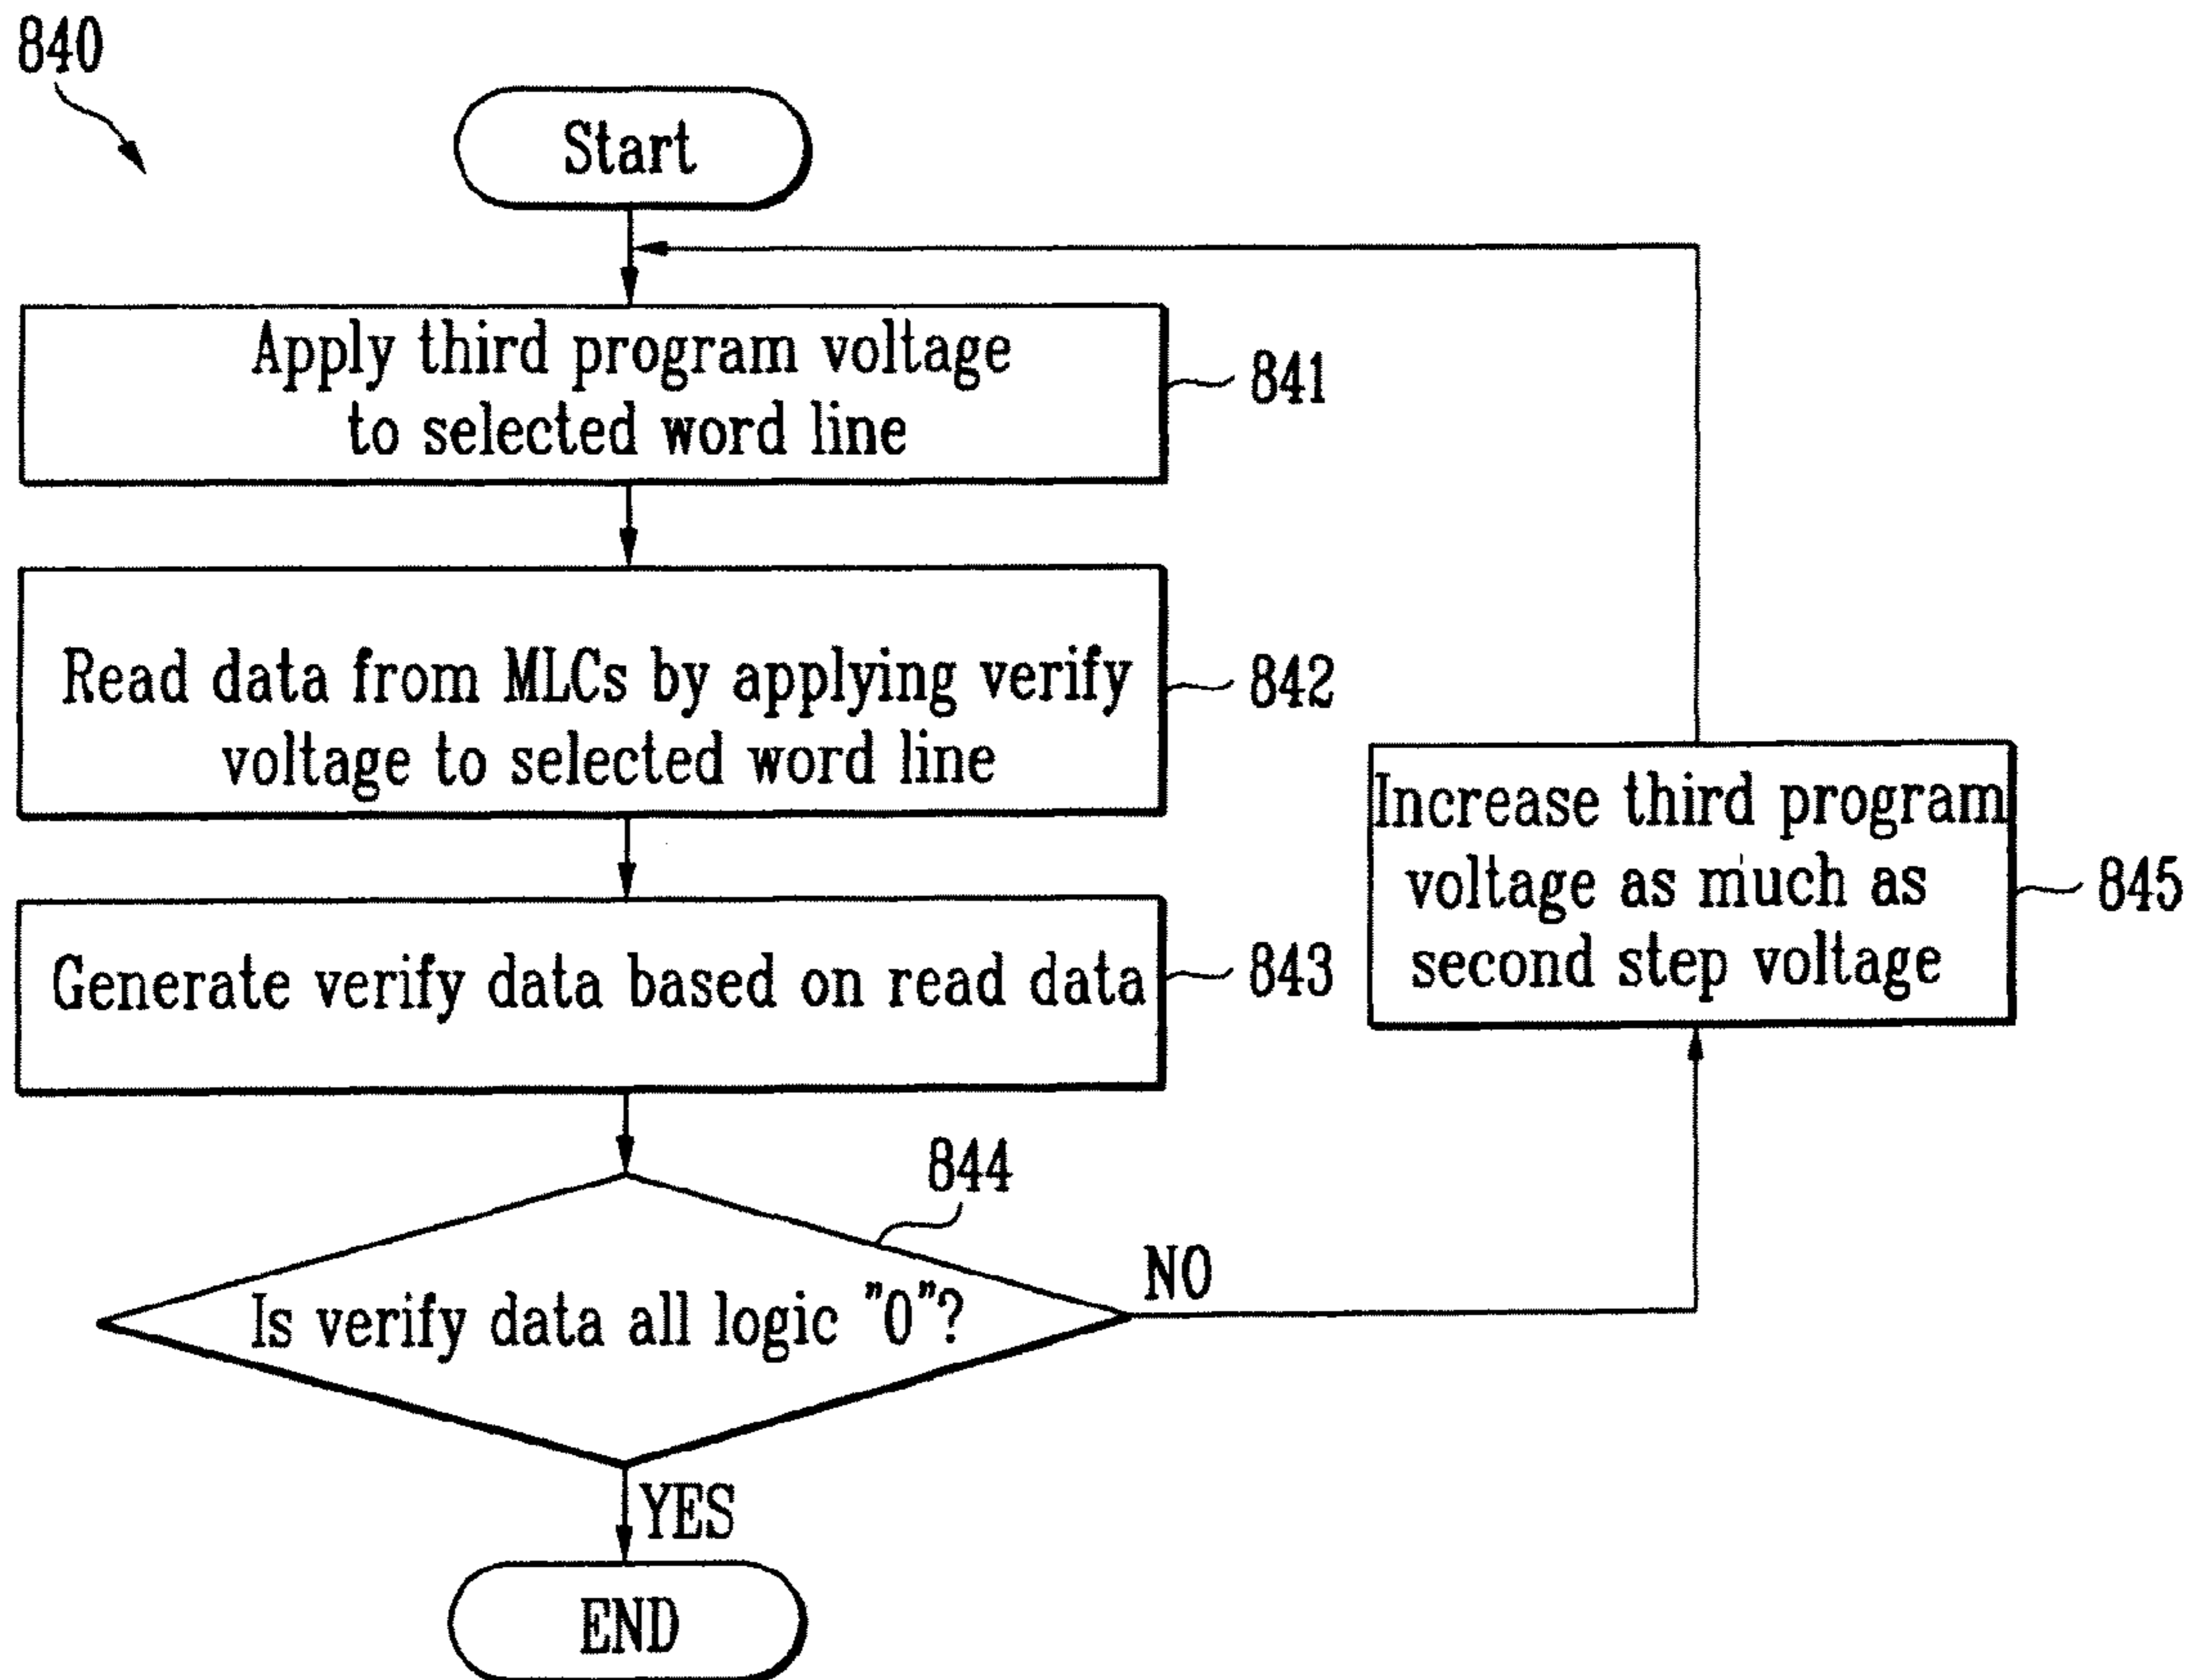 840
Start
Apply third program voltage
to selected word line
841
Read data from MLCs by applying verify
voltage to selected word line
842
Generate verify data based on read data
843
844
Is verify data all logic "0"?
NO
YES
END
Increase third program
voltage as much as
second step voltage
845